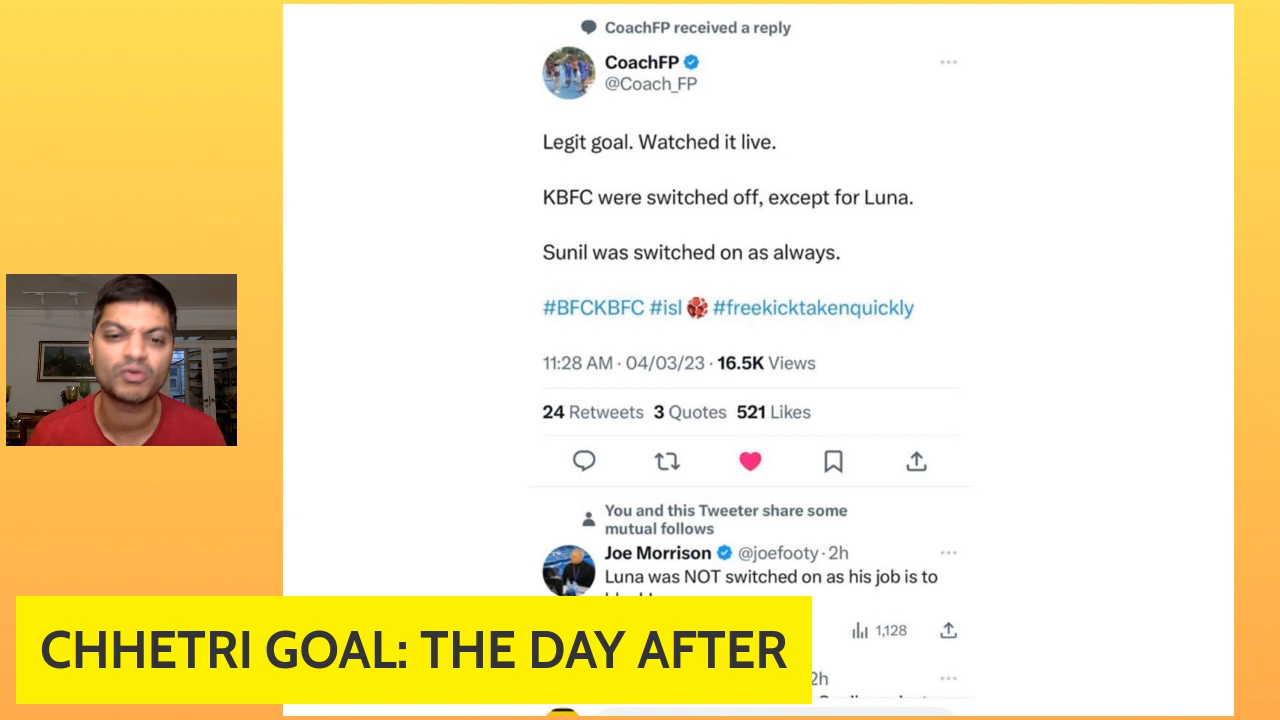 CoachFP received a reply
CoachFP
@Coach_FP
Legit goal. Watched it live.
KBFC were switched off, except for Luna.
Sunil was switched on as always.
#BFCKBFC #isl #freekicktakenquickly
11:28 AM · 04/03/23 · 16.5K Views
24 Retweets 3 Quotes 521 Likes
You and this Tweeter share some
mutual follows
Joe Morrison @joefooty · 2h
Luna was NOT switched on as his job is to
1,128
2h
CHHETRI GOAL: THE DAY AFTER